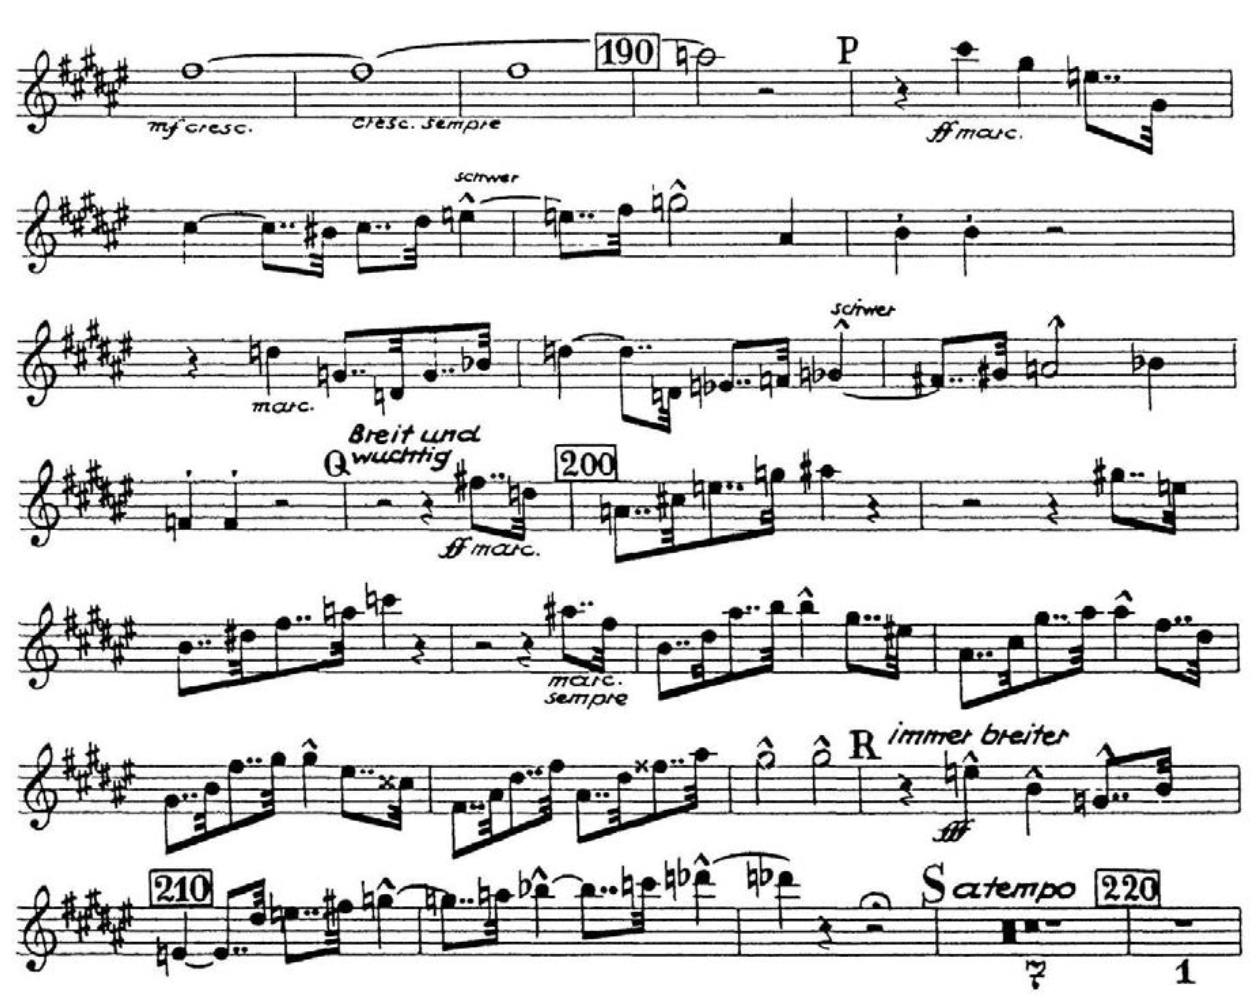 190 P
mf cresc. cresc. sempre ff marc.
schwer
schwer
marc.
Breit und
Q wuchtig 200
ff marc.
marc.
sempre
R immer breiter
fff
210 S a tempo 220
7 1